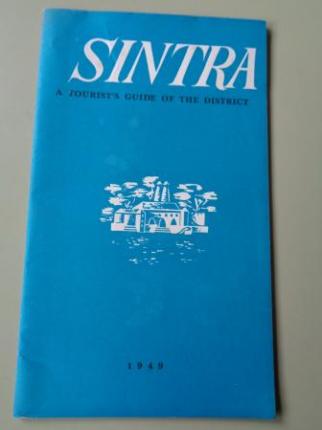 SINTRA
A TOURIST'S GUIDE OF THE DISTRICT
1949